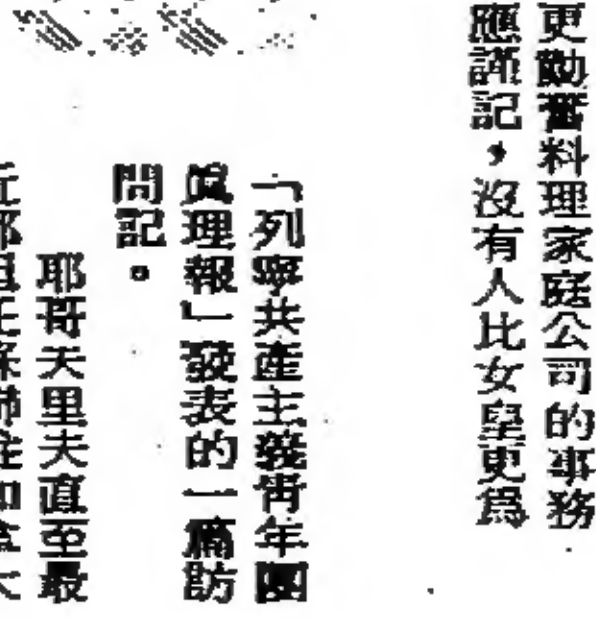 更勤奮料理家庭公司的事務
應謹記，沒有人比女皇更爲
「列寧共產主義靑年團
眞理報」發表的一篇訪
問記。
耶哥夫里夫直至最